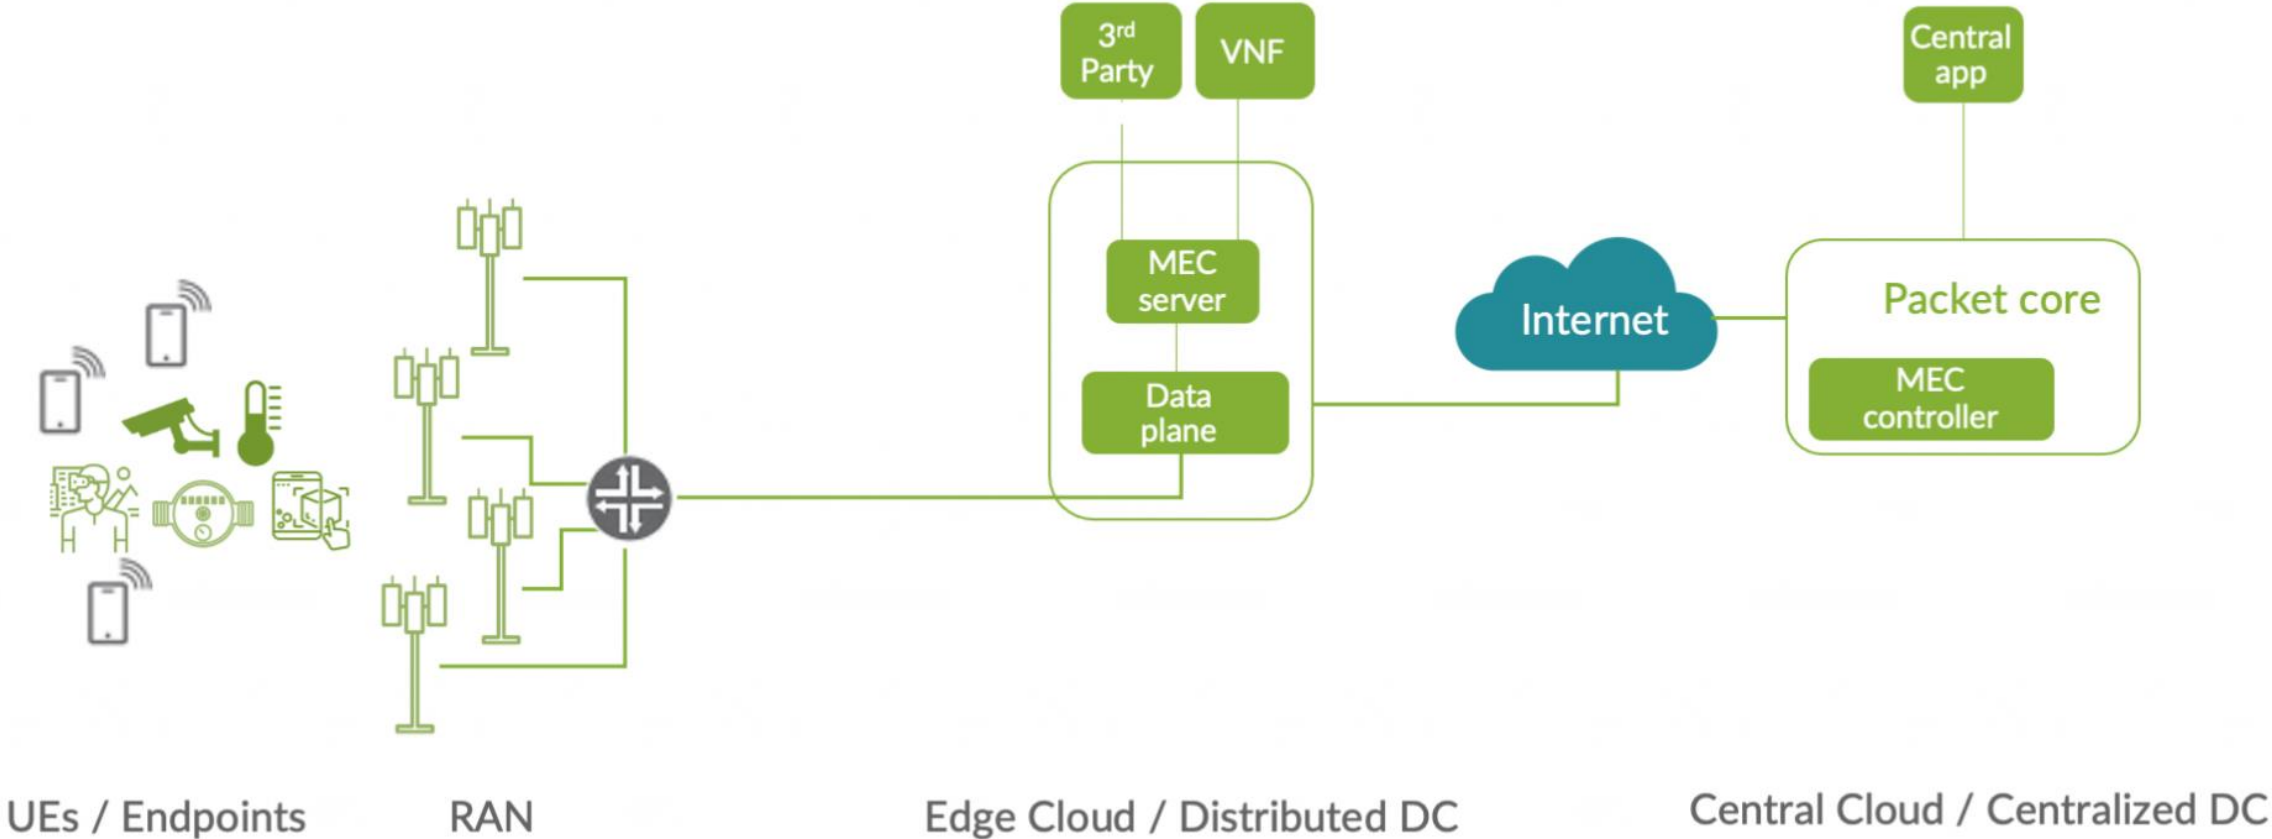 3rd
Party
VNF
Central
app
MEC
server
Data
plane
Internet
Packet core
MEC
controller
UEs / Endpoints
RAN
Edge Cloud / Distributed DC
Central Cloud / Centralized DC